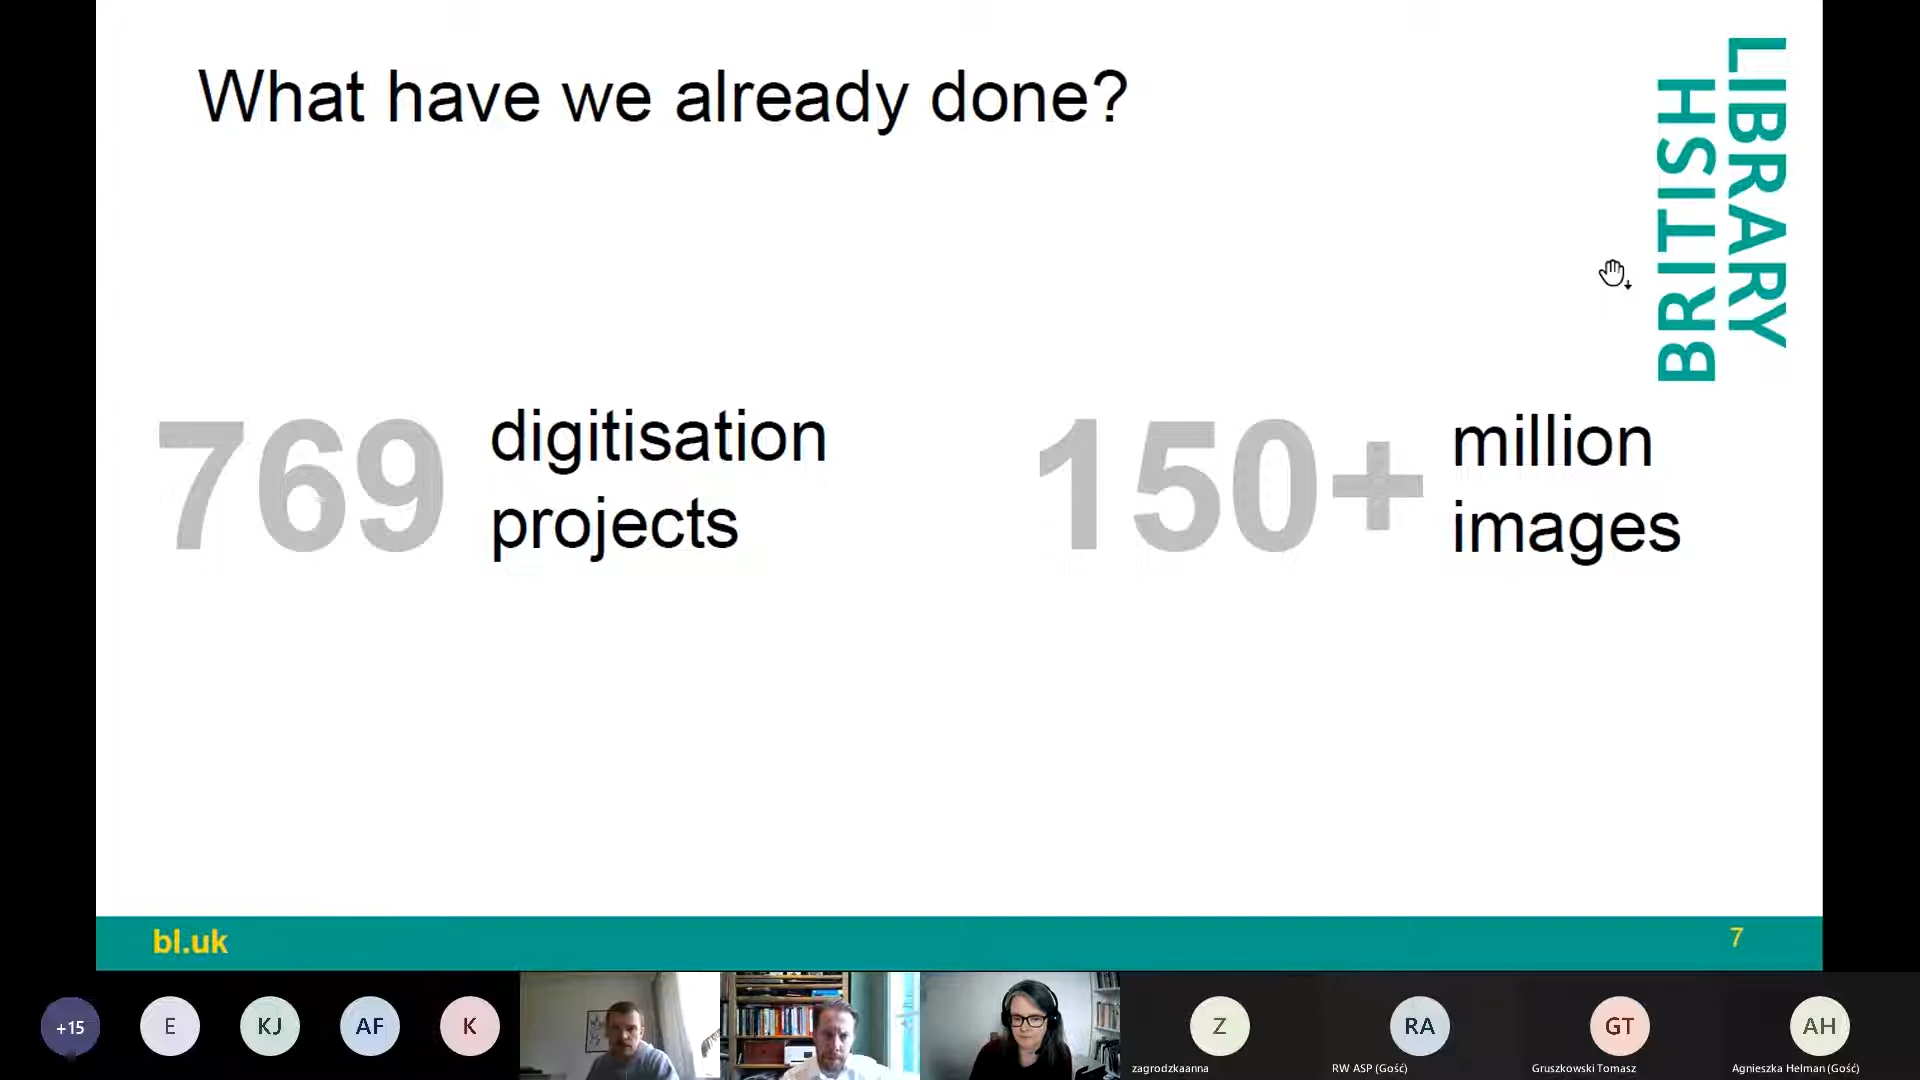 What have we already done?
LIBRARY
BRITISH
769
digitisation
projects
150+
million
images
bl.uk
7
+15
E
KJ
AF
K
Z
RA
GT
AH
zagrodzkaanna
RW ASP (Gość)
Gruszkowski Tomasz
Agnieszka Helman (Gość)